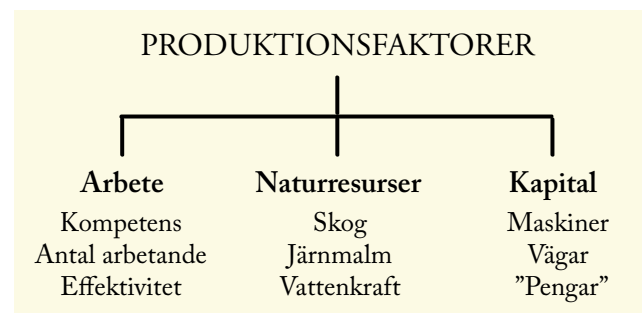 PRODUKTIONSFAKTORER
Arbete
Kompetens
Antal arbetande
Effektivitet
Naturresurser
Skog
Järnmalm
Vattenkraft
Kapital
Maskiner
Vägar
”Pengar”